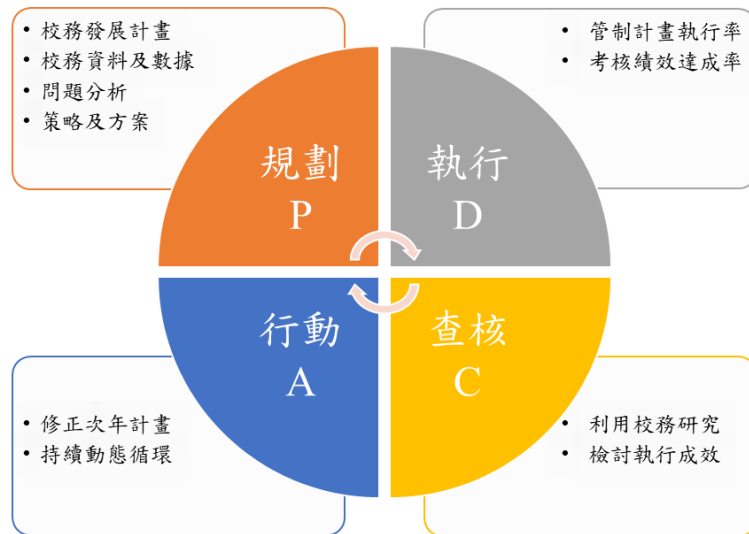 • 校務發展計畫
• 校務資料及數據
• 問題分析
• 策略及方案
• 管制計畫執行率
• 考核績效達成率
規劃
P
執行
D
行動
A
查核
C
• 修正次年計畫
• 持續動態循環
• 利用校務研究
• 檢討執行成效